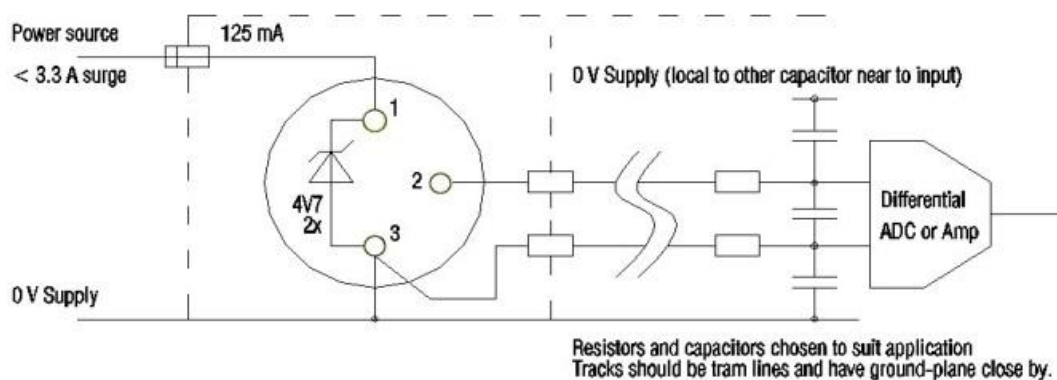 Power source
125 mA
< 3.3 A surge
0 V Supply (local to other capacitor near to input)
1
2
4V7
2x
3
Differential
ADC or Amp
0 V Supply
Resistors and capacitors chosen to suit application
Tracks should be tram lines and have ground-plane close by.